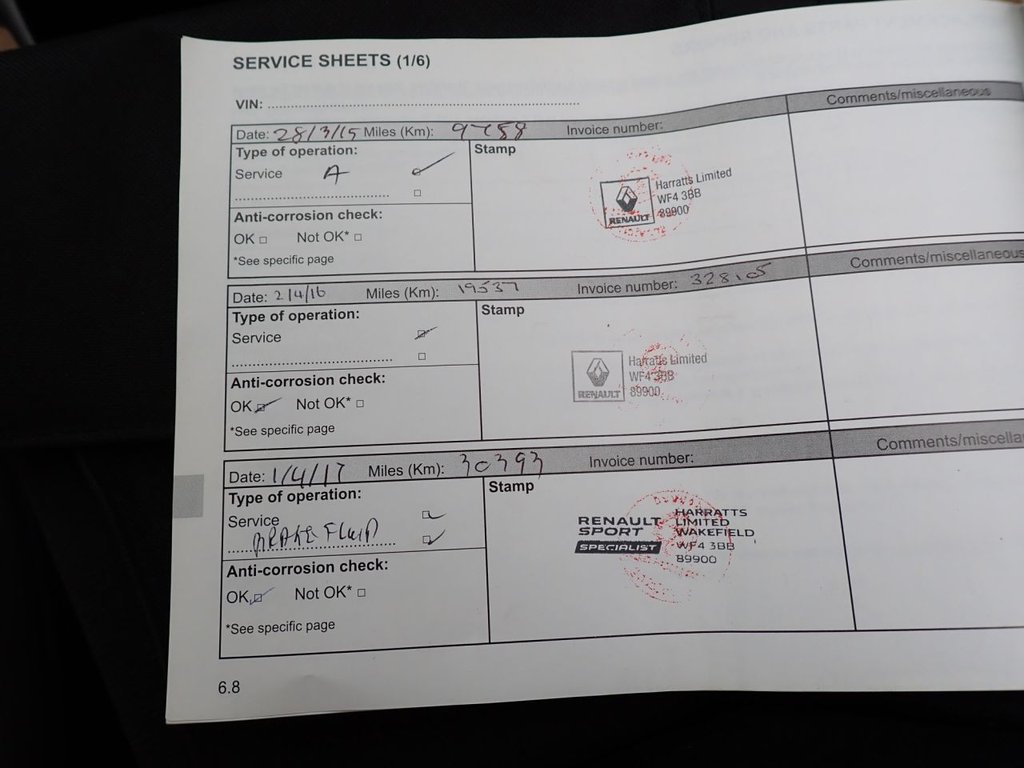 SERVICE SHEETS (1/6)
VIN: ....................................................................................
Comments/miscellaneous
Date: 28/3/15 Miles (Km): 9788 Invoice number:
Type of operation:
Stamp
Service A
Harratts Limited
WF4 3BB
89900
RENAULT
Anti-corrosion check:
OK □ Not OK* □
*See specific page
Comments/miscellaneous
Date: 2/4/16 Miles (Km): 19537 Invoice number: 328105
Type of operation:
Stamp
Service
Harratts Limited
WF4 3BB
89900
RENAULT
Anti-corrosion check:
OK ☑ Not OK* □
*See specific page
Comments/miscella
Date: 1/4/17 Miles (Km): 30393 Invoice number:
Type of operation:
Stamp
Service
BRAKE FLUID
RENAULT SPORT SPECIALIST
HARRATTS
LIMITED
WAKEFIELD
WF4 3BB
89900
Anti-corrosion check:
OK ☑ Not OK* □
*See specific page
6.8